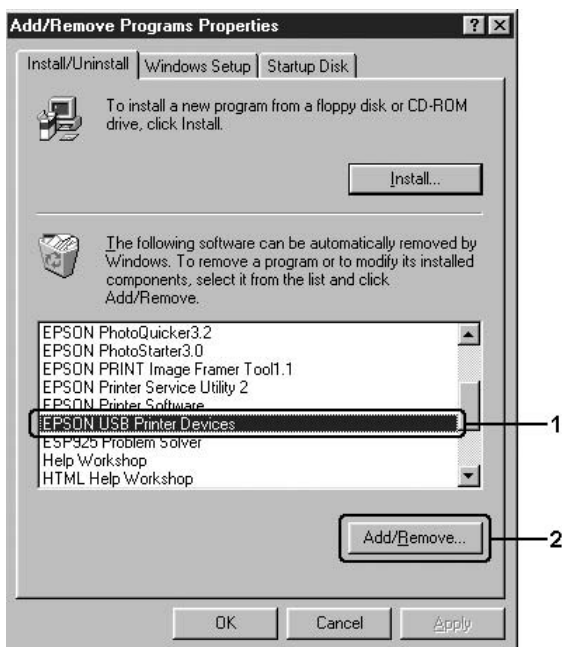 Add/Remove Programs Properties
Install/Uninstall Windows Setup Startup Disk
To install a new program from a floppy disk or CD-ROM
drive, click Install.
Install...
The following software can be automatically removed by
Windows. To remove a program or to modify its installed
components, select it from the list and click
Add/Remove.
EPSON PhotoQuicker3.2
EPSON PhotoStarter3.0
EPSON PRINT Image Framer Tool1.1
EPSON Printer Service Utility 2
EPSON Printer Software
EPSON USB Printer Devices
1
ESP925 Problem Solver
Help Workshop
HTML Help Workshop
Add/Remove...
2
OK Cancel Apply